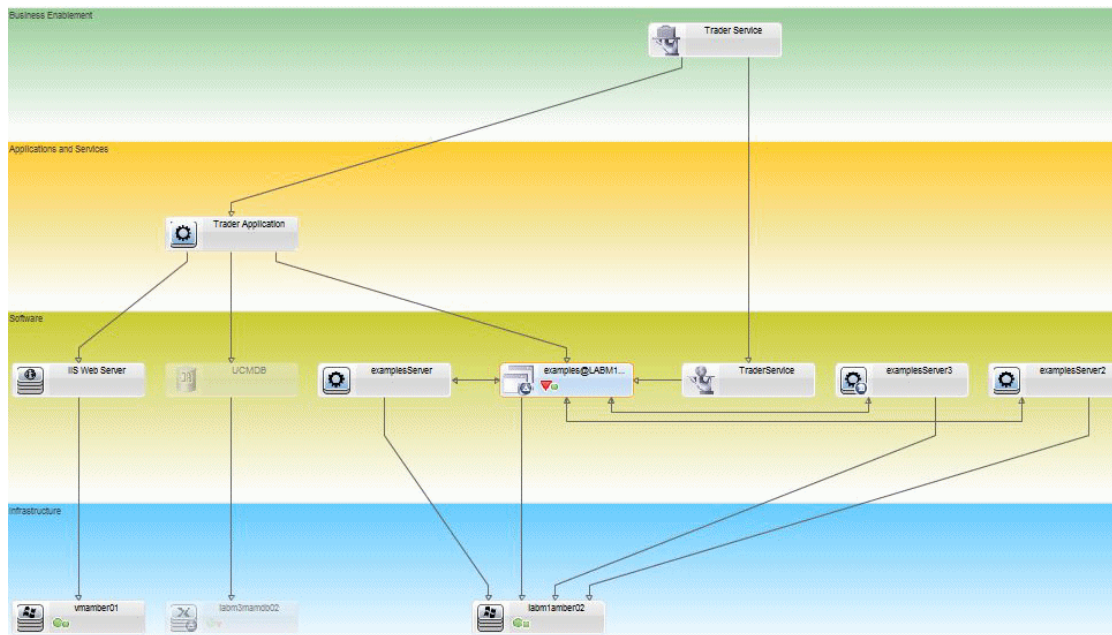 Business Enablement
Trader Service
Applications and Services
Trader Application
Software
IIS Web Server
UCMDB
examplesServer
examples@LABM1...
TraderService
examplesServer3
examplesServer2
Infrastructure
vmamber01
labm3mamdb02
labm1amber02